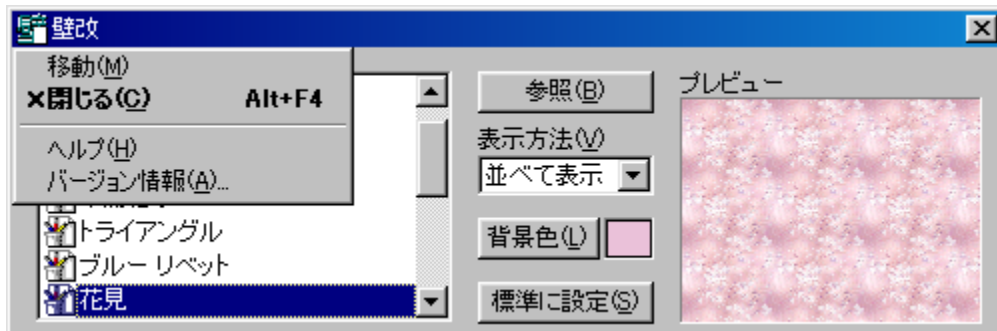 壁改
移動(M)
閉じる(C) Alt+F4
ヘルプ(H)
バージョン情報(A)...
トライアングル
ブルー リベット
花見
参照(B)
表示方法(V)
並べて表示
背景色(L)
標準に設定(S)
プレビュー